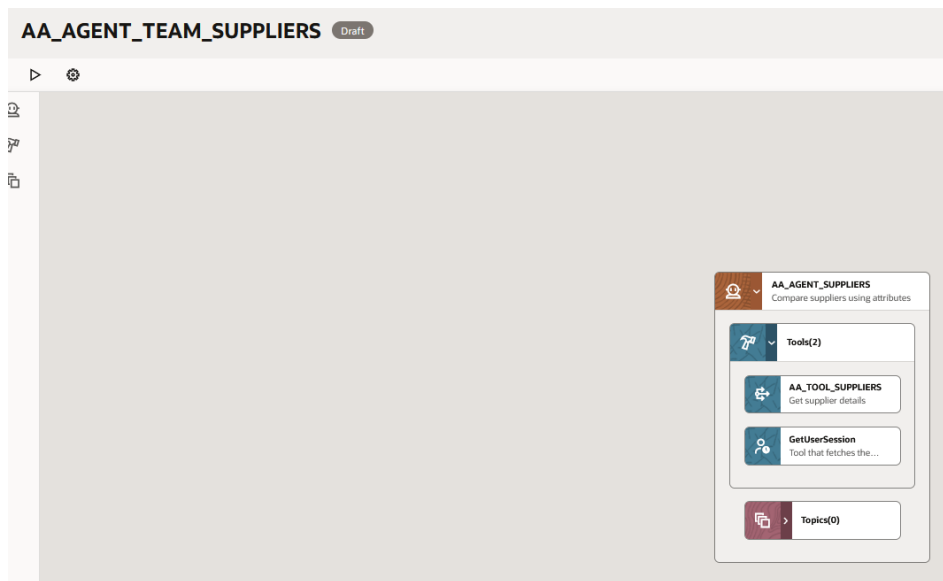 AA_AGENT_TEAM_SUPPLIERS Draft
AA_AGENT_SUPPLIERS
Compare suppliers using attributes
Tools(2)
AA_TOOL_SUPPLIERS
Get supplier details
GetUserSession
Tool that fetches the...
Topics(0)